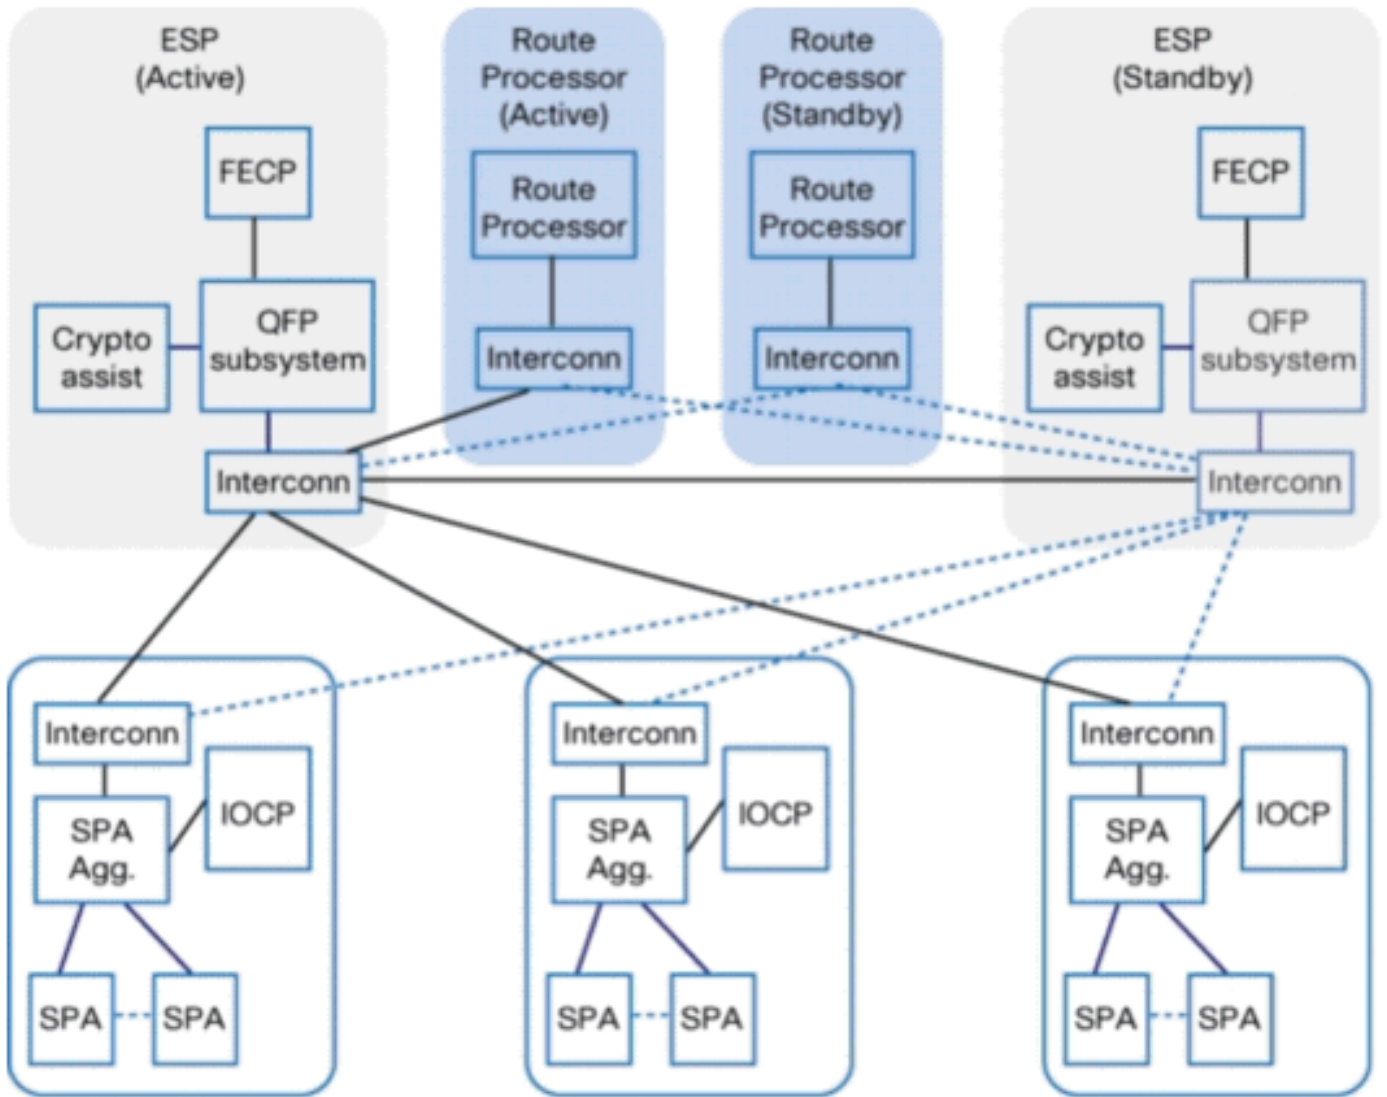 ESP
(Active)
FECP
Crypto
assist
QFP
subsystem
Interconn
Route
Processor
(Active)
Route
Processor
Interconn
Route
Processor
(Standby)
Route
Processor
Interconn
ESP
(Standby)
FECP
Crypto
assist
QFP
subsystem
Interconn
Interconn
IOCP
SPA
Agg.
SPA
SPA
Interconn
IOCP
SPA
Agg.
SPA
SPA
Interconn
IOCP
SPA
Agg.
SPA
SPA